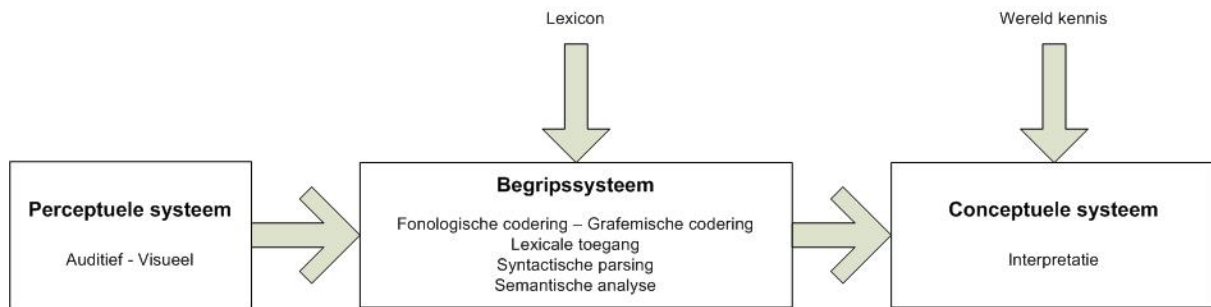 Lexicon
Wereld kennis
Perceptuele systeem
Auditief - Visueel
Begripssysteem
Fonologische codering – Grafemische codering
Lexicale toegang
Syntactische parsing
Semantische analyse
Conceptuele systeem
Interpretatie